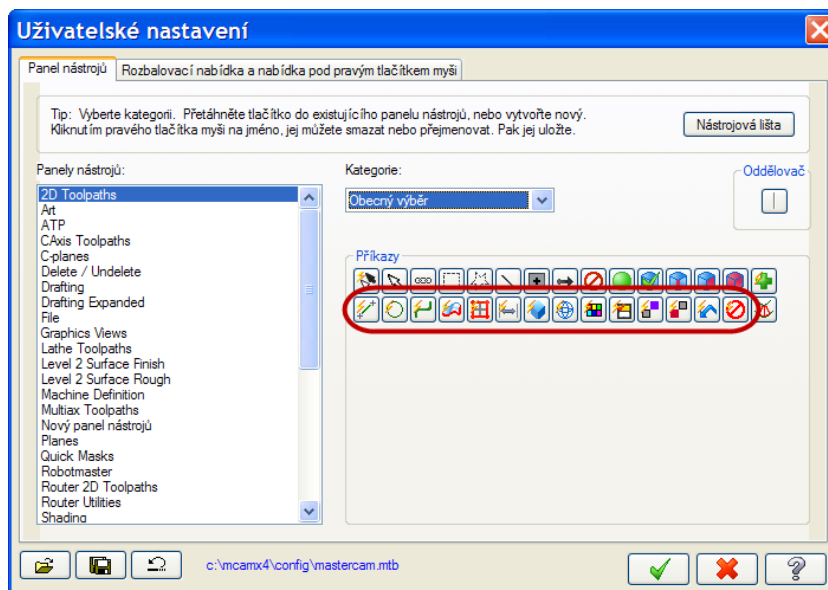 Uživatelské nastavení
Panel nástrojů
Rozbalovací nabídka a nabídka pod pravým tlačítkem myši
Tip: Vyberte kategorii. Přetáhněte tlačítko do existujícího panelu nástrojů, nebo vytvořte nový.
Kliknutím pravého tlačítka myši na jméno, jej můžete smazat nebo přejmenovat. Pak jej uložte.
Nástrojová lišta
Panely nástrojů:
2D Toolpaths
Art
ATP
CAxis Toolpaths
C-planes
Delete / Undelete
Drafting
Drafting Expanded
File
Graphics Views
Lathe Toolpaths
Level 2 Surface Finish
Level 2 Surface Rough
Machine Definition
Multiax Toolpaths
Nový panel nástrojů
Planes
Quick Masks
Robotmaster
Router 2D Toolpaths
Router Utilities
Shading
Kategorie:
Obecný výběr
Oddělovač
Příkazy
c:\mcamx4\config\mastercam.mtb